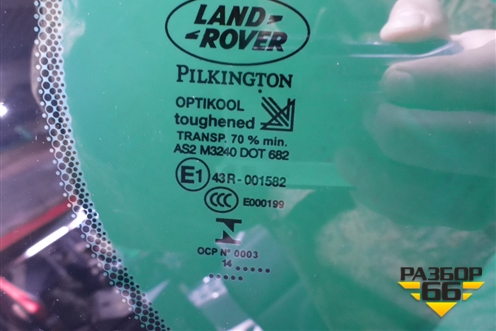 LAND-
-ROVER
PILKINGTON
OPTIKOOL
toughened
TRANSP. 70 % min.
AS2 M3240 DOT 682
E1 43R-001582
CCC E000199
OCP Nº 0003
14
РАЗБОР
66